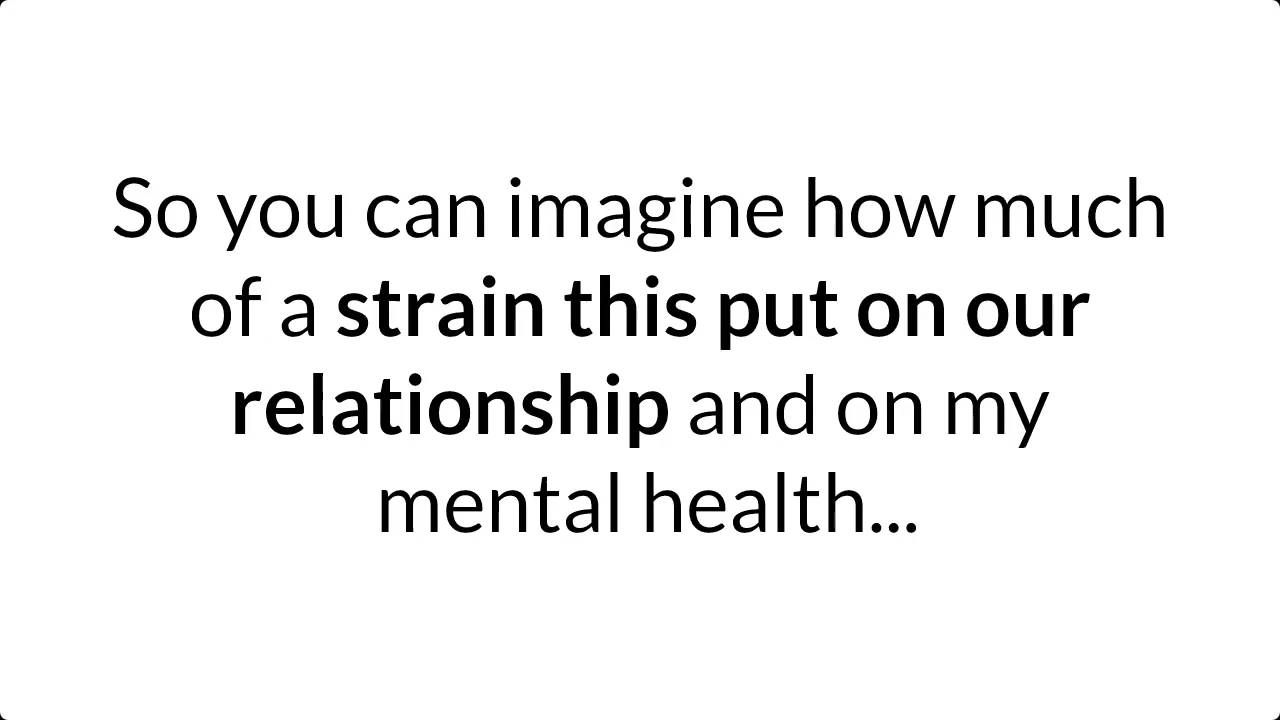 So you can imagine how much
of a strain this put on our
relationship and on my
mental health...